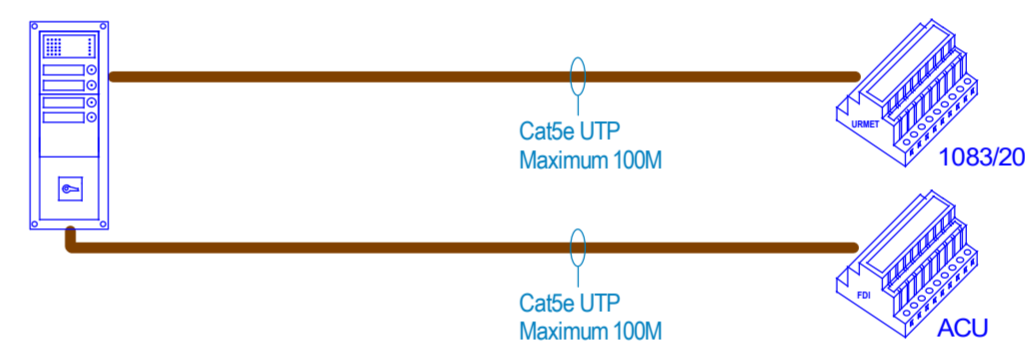 Cat5e UTP
Maximum 100M
URMET
1083/20
Cat5e UTP
Maximum 100M
FDI
ACU